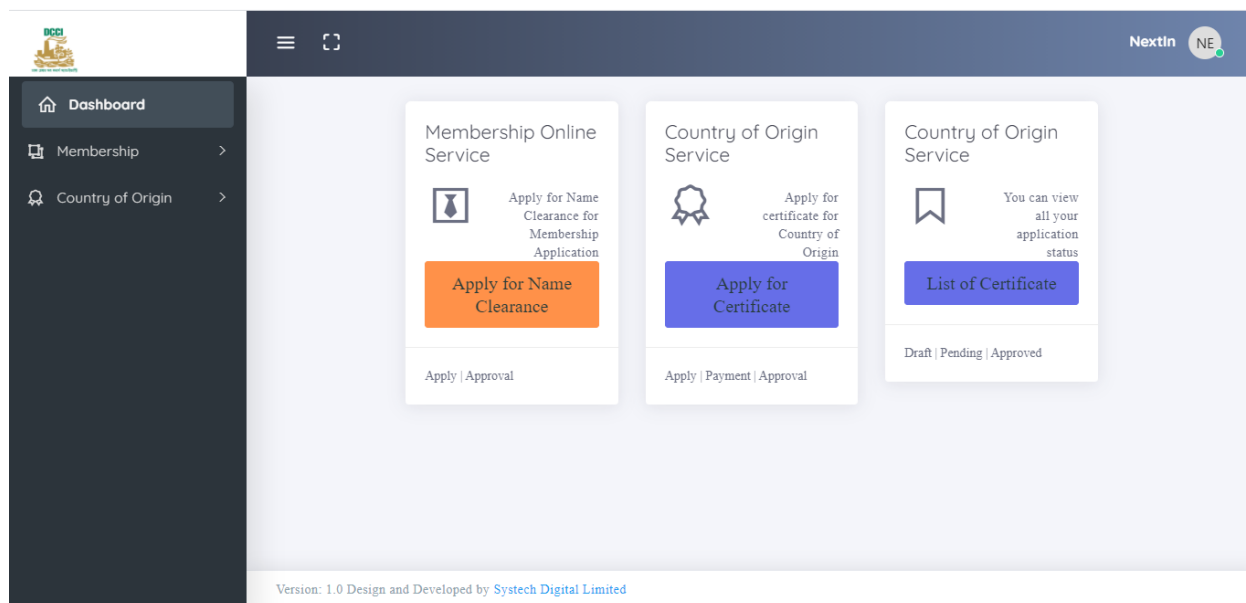 DCCI
NextIn
NE
Dashboard
Membership
Country of Origin
Membership Online
Service
Apply for Name
Clearance for
Membership
Application
Apply for Name
Clearance
Apply | Approval
Country of Origin
Service
Apply for
certificate for
Country of
Origin
Apply for
Certificate
Apply | Payment | Approval
Country of Origin
Service
You can view
all your
application
status
List of Certificate
Draft | Pending | Approved
Version: 1.0 Design and Developed by Systech Digital Limited